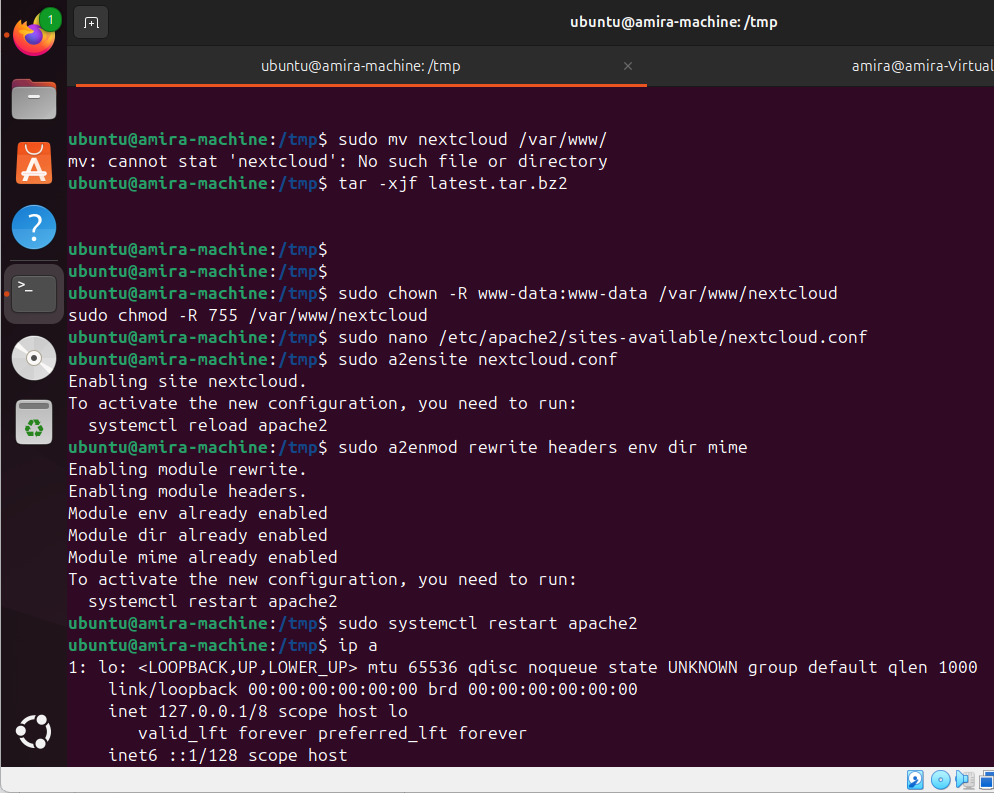 1
ubuntu@amira-machine: /tmp
ubuntu@amira-machine: /tmp ×
amira@amira-Virtual
ubuntu@amira-machine:/tmp$ sudo mv nextcloud /var/www/
mv: cannot stat 'nextcloud': No such file or directory
ubuntu@amira-machine:/tmp$ tar -xjf latest.tar.bz2
ubuntu@amira-machine:/tmp$
ubuntu@amira-machine:/tmp$
ubuntu@amira-machine:/tmp$ sudo chown -R www-data:www-data /var/www/nextcloud
sudo chmod -R 755 /var/www/nextcloud
ubuntu@amira-machine:/tmp$ sudo nano /etc/apache2/sites-available/nextcloud.conf
ubuntu@amira-machine:/tmp$ sudo a2ensite nextcloud.conf
Enabling site nextcloud.
To activate the new configuration, you need to run:
  systemctl reload apache2
ubuntu@amira-machine:/tmp$ sudo a2enmod rewrite headers env dir mime
Enabling module rewrite.
Enabling module headers.
Module env already enabled
Module dir already enabled
Module mime already enabled
To activate the new configuration, you need to run:
  systemctl restart apache2
ubuntu@amira-machine:/tmp$ sudo systemctl restart apache2
ubuntu@amira-machine:/tmp$ ip a
1: lo: <LOOPBACK,UP,LOWER_UP> mtu 65536 qdisc noqueue state UNKNOWN group default qlen 1000
    link/loopback 00:00:00:00:00:00 brd 00:00:00:00:00:00
    inet 127.0.0.1/8 scope host lo
       valid_lft forever preferred_lft forever
    inet6 ::1/128 scope host